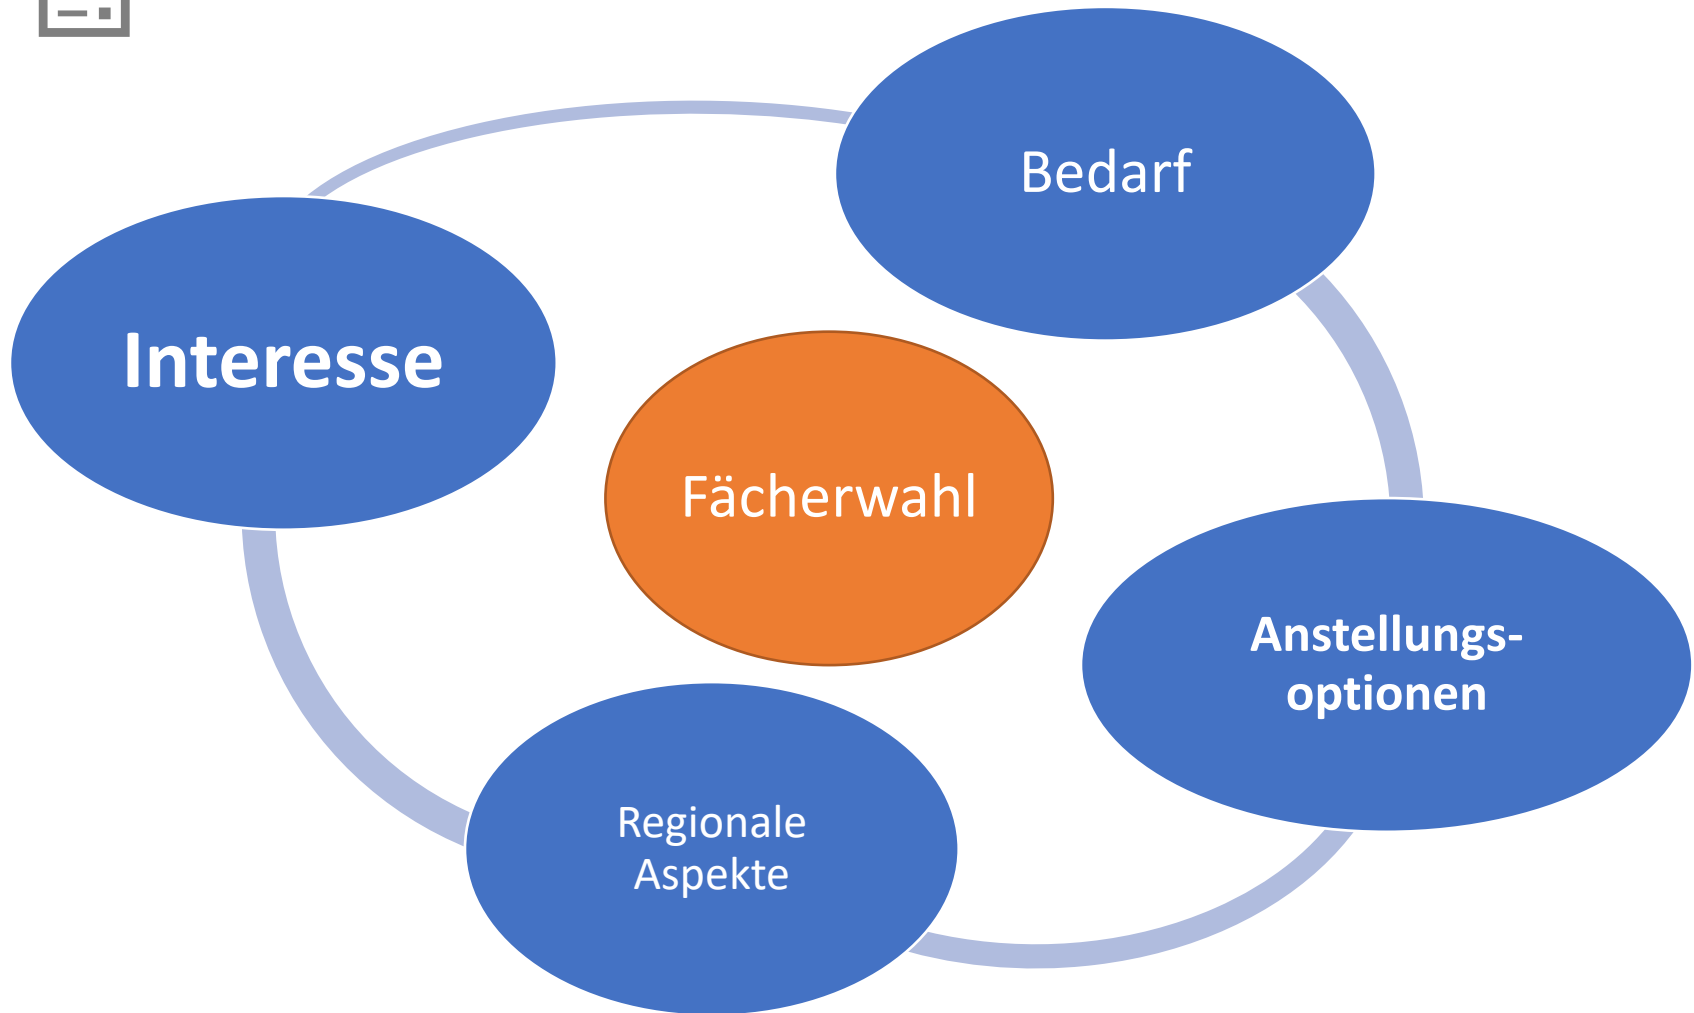 Bedarf
Interesse
Fächerwahl
Anstellungs-
optionen
Regionale
Aspekte